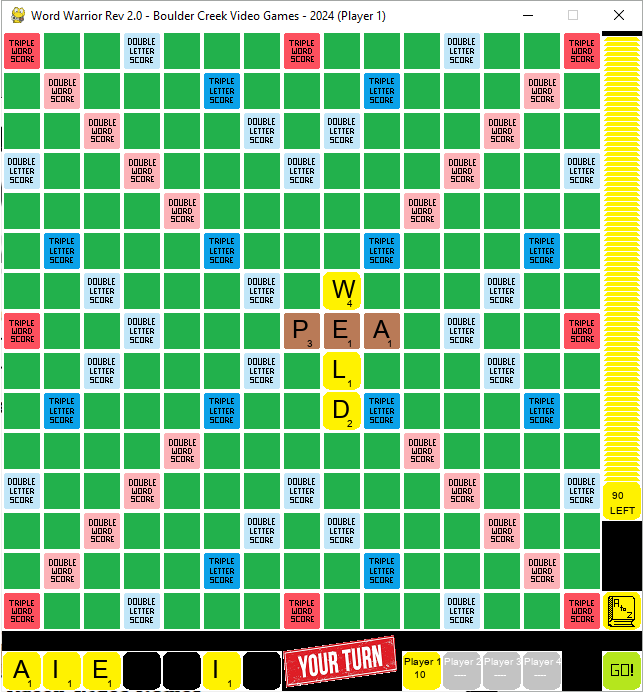 Word Warrior Rev 2.0 - Boulder Creek Video Games - 2024 (Player 1)
TRIPLE WORD SCORE DOUBLE LETTER SCORE TRIPLE WORD SCORE DOUBLE LETTER SCORE TRIPLE WORD SCORE
DOUBLE WORD SCORE TRIPLE LETTER SCORE TRIPLE LETTER SCORE DOUBLE WORD SCORE
DOUBLE WORD SCORE DOUBLE LETTER SCORE DOUBLE LETTER SCORE DOUBLE WORD SCORE
DOUBLE LETTER SCORE DOUBLE WORD SCORE DOUBLE LETTER SCORE DOUBLE WORD SCORE DOUBLE LETTER SCORE
DOUBLE WORD SCORE DOUBLE WORD SCORE
TRIPLE LETTER SCORE TRIPLE LETTER SCORE TRIPLE LETTER SCORE TRIPLE LETTER SCORE
DOUBLE LETTER SCORE DOUBLE LETTER SCORE W 4 DOUBLE LETTER SCORE
TRIPLE WORD SCORE DOUBLE LETTER SCORE P 3 E 1 A 1 DOUBLE LETTER SCORE TRIPLE WORD SCORE
DOUBLE LETTER SCORE DOUBLE LETTER SCORE L 1 DOUBLE LETTER SCORE
TRIPLE LETTER SCORE TRIPLE LETTER SCORE D 2 TRIPLE LETTER SCORE TRIPLE LETTER SCORE
DOUBLE WORD SCORE DOUBLE WORD SCORE
DOUBLE LETTER SCORE DOUBLE WORD SCORE DOUBLE LETTER SCORE DOUBLE WORD SCORE DOUBLE LETTER SCORE
90 LEFT
DOUBLE WORD SCORE DOUBLE LETTER SCORE DOUBLE LETTER SCORE DOUBLE WORD SCORE
DOUBLE WORD SCORE TRIPLE LETTER SCORE TRIPLE LETTER SCORE DOUBLE WORD SCORE
TRIPLE WORD SCORE DOUBLE LETTER SCORE TRIPLE WORD SCORE DOUBLE LETTER SCORE TRIPLE WORD SCORE
A to Z
A 1 I 1 E 1 I 1
YOUR TURN
Player 1 Player 2 Player 3 Player 4
10 — — —
GO!